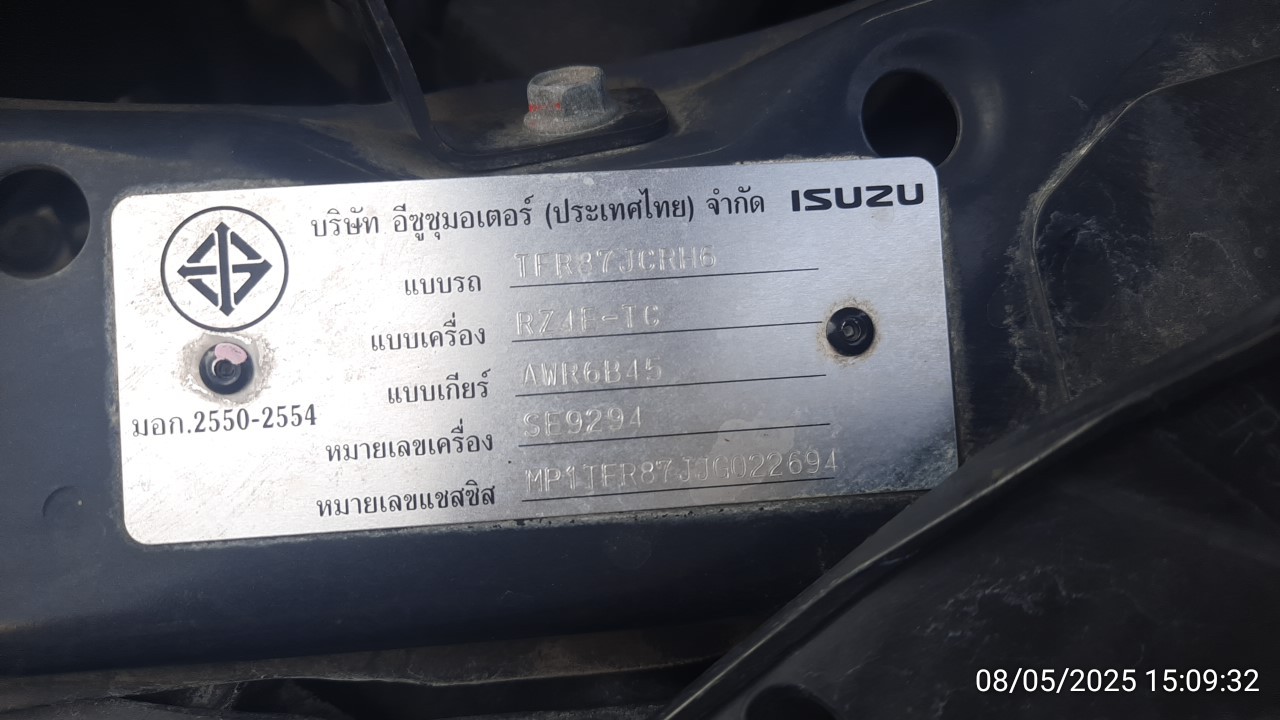 บริษัท อีซูซุมอเตอร์ (ประเทศไทย) จำกัด ISUZU
แบบรถ TFR87JCRH6
แบบเครื่อง RZ4E-TC
แบบเกียร์ AWR6B45
มอก.2550-2554
หมายเลขเครื่อง SE9294
หมายเลขแชสซิส MP1TFR87JJG022694
08/05/2025 15:09:32